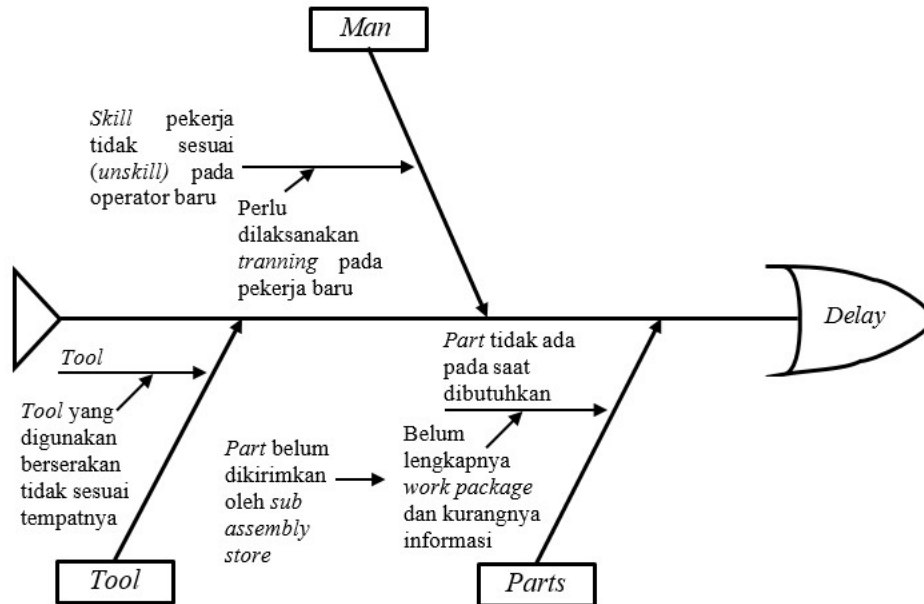 Man
Skill pekerja
tidak sesuai
(unskill) pada
operator baru
Perlu
dilaksanakan
tranning pada
pekerja baru
Delay
Tool
Tool yang
digunakan
berserakan
tidak sesuai
tempatnya
Part tidak ada
pada saat
dibutuhkan
Part belum
dikirimkan
oleh sub
assembly
store
Belum
lengkapnya
work package
dan kurangnya
informasi
Tool
Parts